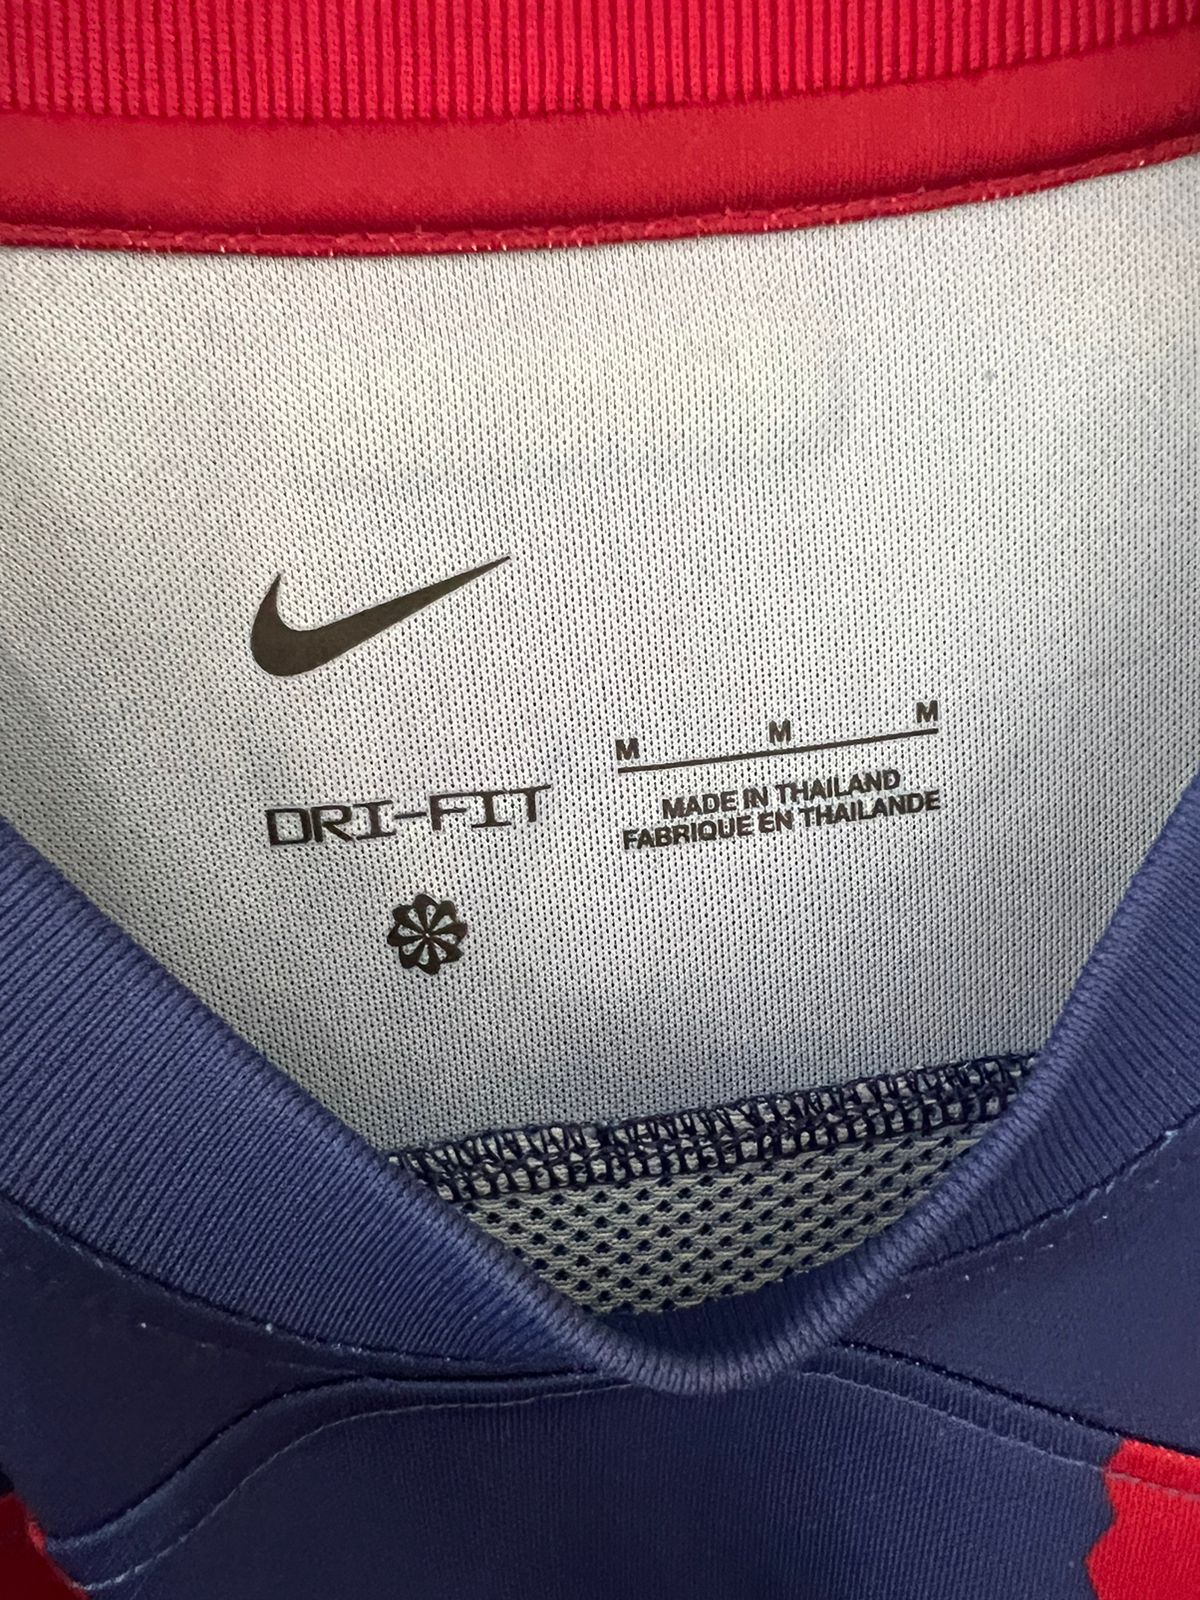 DRI-FIT
M M M
MADE IN THAILAND
FABRIQUE EN THAILANDE